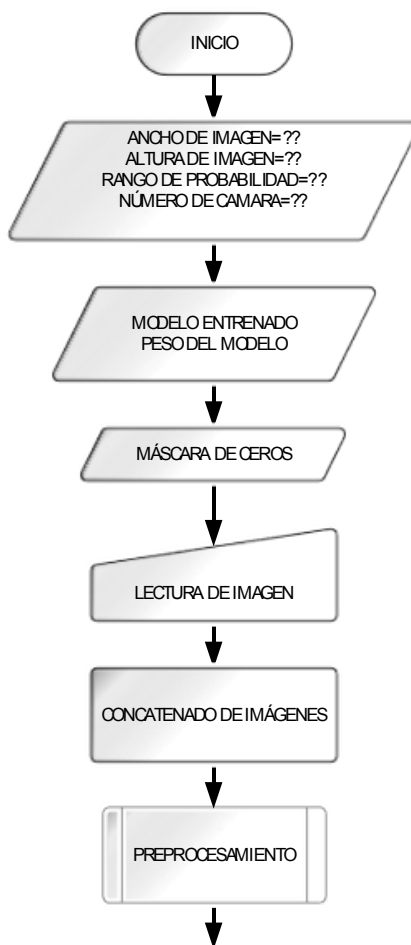 INICIO
ANCHO DE IMAGEN=??
ALTURA DE IMAGEN=??
RANGO DE PROBABILIDAD=??
NÚMERO DE CAMARA=??
MODELO ENTRENADO
PESO DEL MODELO
MÁSCARA DE CEROS
LECTURA DE IMAGEN
CONCATENADO DE IMÁGENES
PREPROCESAMIENTO